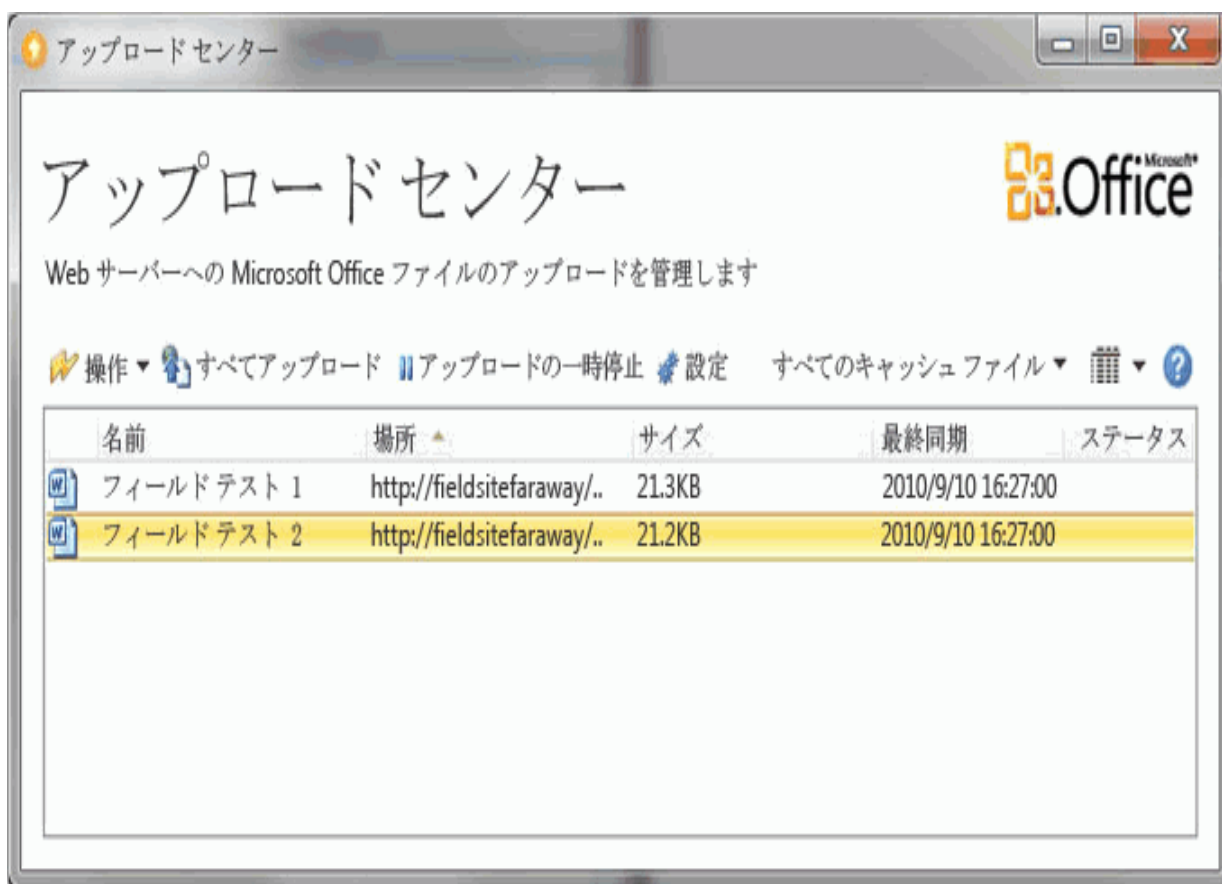 アップロード センター
アップロード センター
Microsoft Office
Web サーバーへの Microsoft Office ファイルのアップロードを管理します
操作 すべてアップロード アップロードの一時停止 設定 すべてのキャッシュ ファイル
名前 場所 サイズ 最終同期 ステータス
フィールド テスト 1 http://fieldsitefaraway/.. 21.3KB 2010/9/10 16:27:00
フィールド テスト 2 http://fieldsitefaraway/.. 21.2KB 2010/9/10 16:27:00